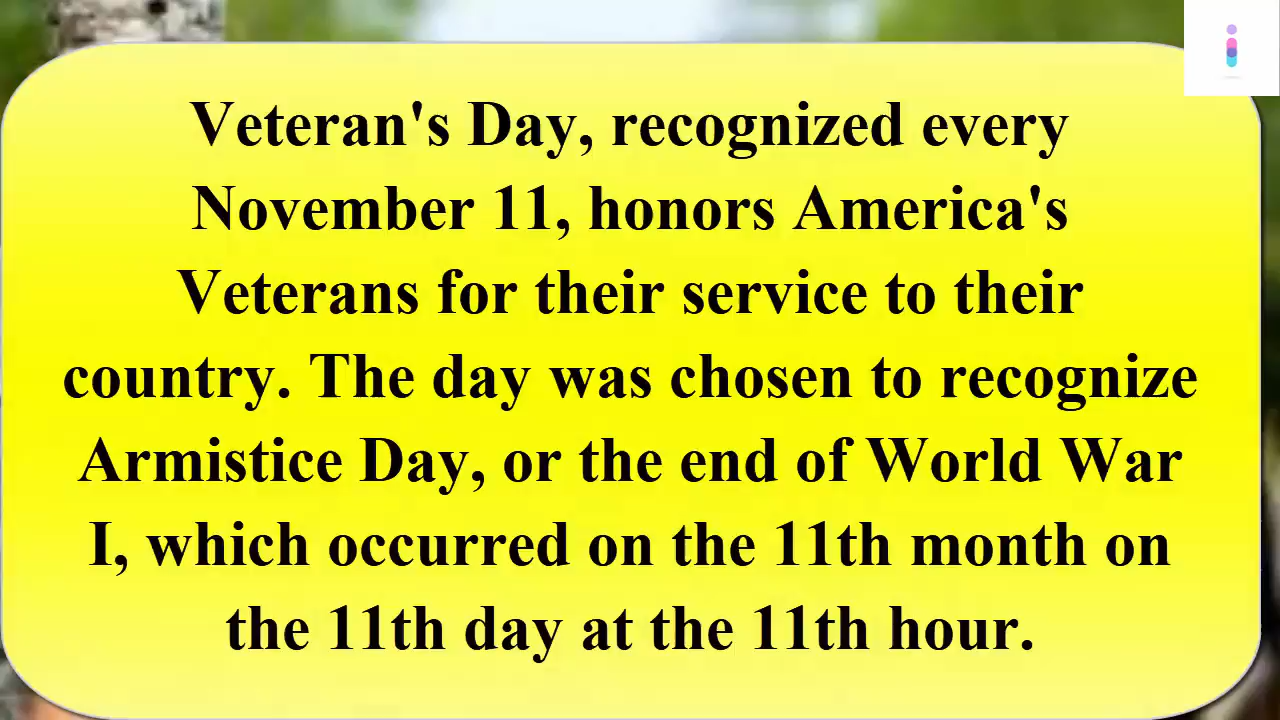 Veteran's Day, recognized every
November 11, honors America's
Veterans for their service to their
country. The day was chosen to recognize
Armistice Day, or the end of World War
I, which occurred on the 11th month on
the 11th day at the 11th hour.